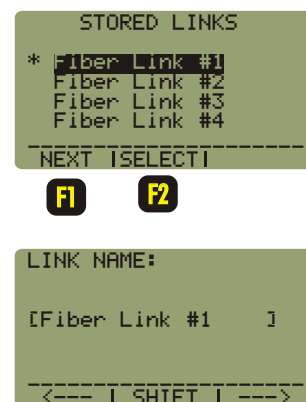 STORED LINKS
* Fiber Link #1
Fiber Link #2
Fiber Link #3
Fiber Link #4
NEXT |SELECT|
F1 F2
LINK NAME:
[Fiber Link #1 ]
<--- | SHIFT | --->